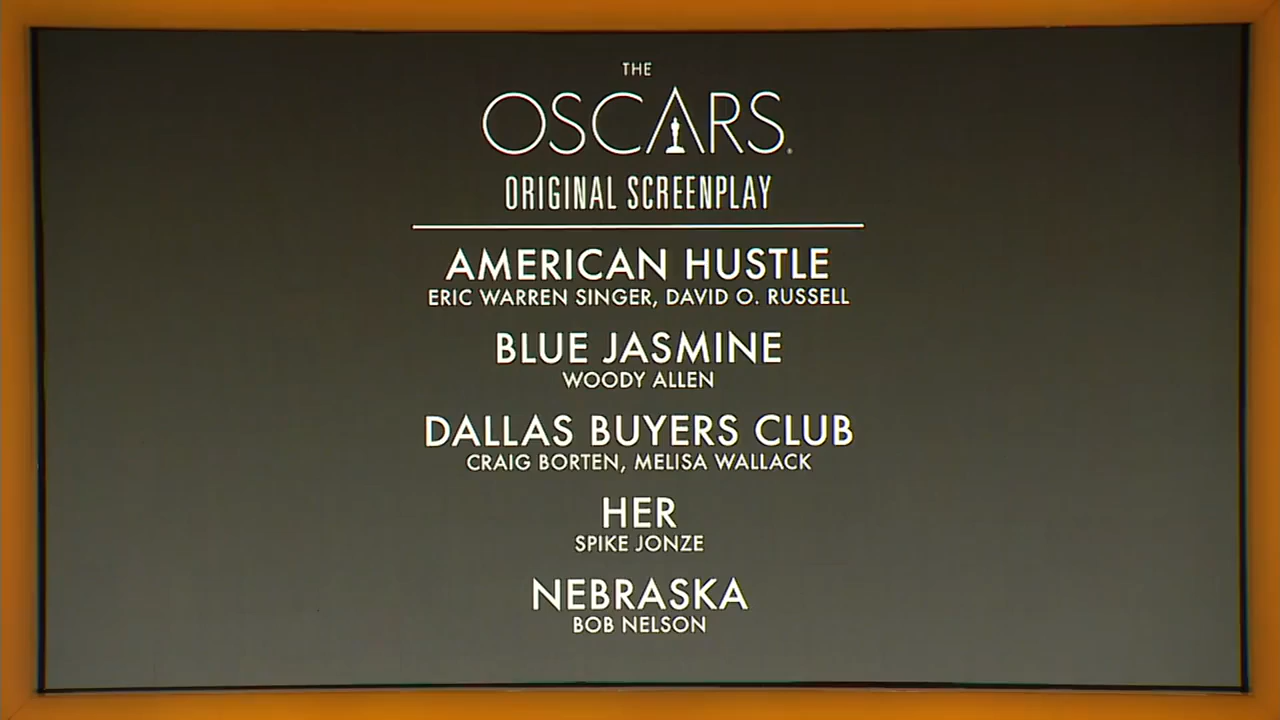 THE
OSCARS.
ORIGINAL SCREENPLAY
AMERICAN HUSTLE
ERIC WARREN SINGER, DAVID O. RUSSELL
BLUE JASMINE
WOODY ALLEN
DALLAS BUYERS CLUB
CRAIG BORTEN, MELISA WALLACK
HER
SPIKE JONZE
NEBRASKA
BOB NELSON